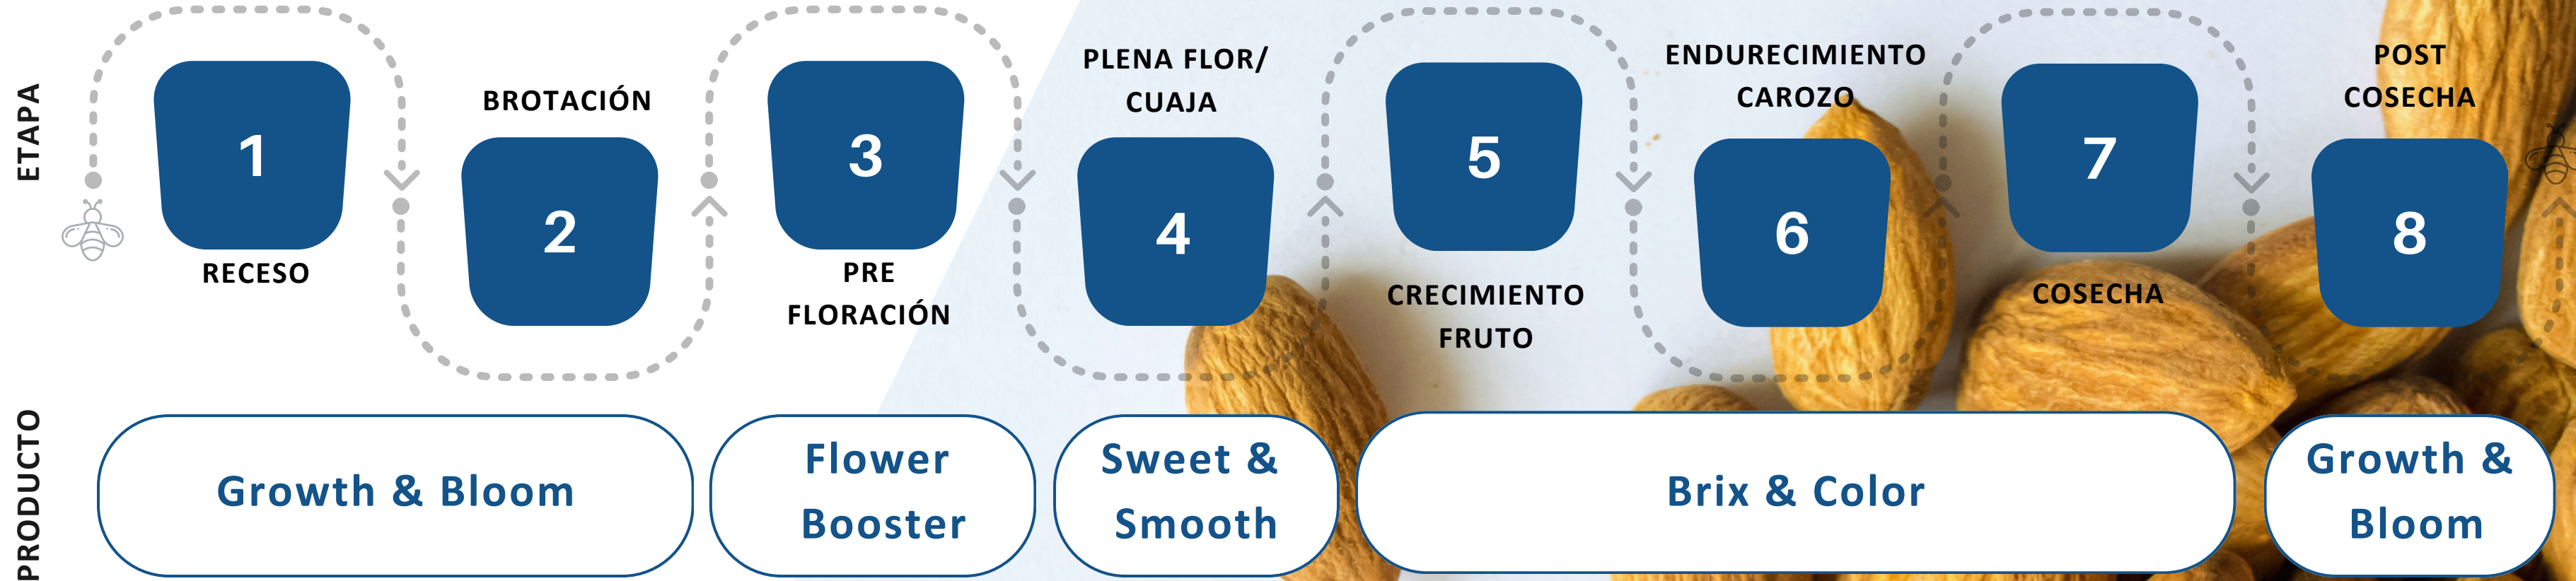 ETAPA
1
RECESO
BROTACIÓN
2
3
PRE
FLORACIÓN
PLENA FLOR/
CUAJA
4
5
CRECIMIENTO
FRUTO
ENDURECIMIENTO
CAROZO
6
7
COSECHA
POST
COSECHA
8
PRODUCTO
Growth & Bloom
Flower
Booster
Sweet &
Smooth
Brix & Color
Growth &
Bloom